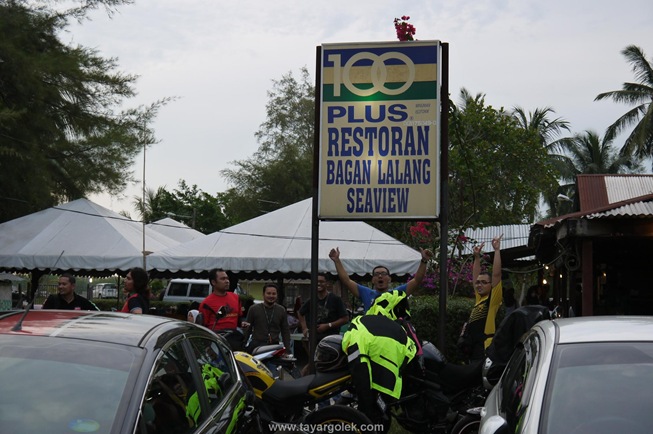 100
PLUS
RESTORAN
BAGAN LALANG
SEAVIEW
www.tayargolek.com